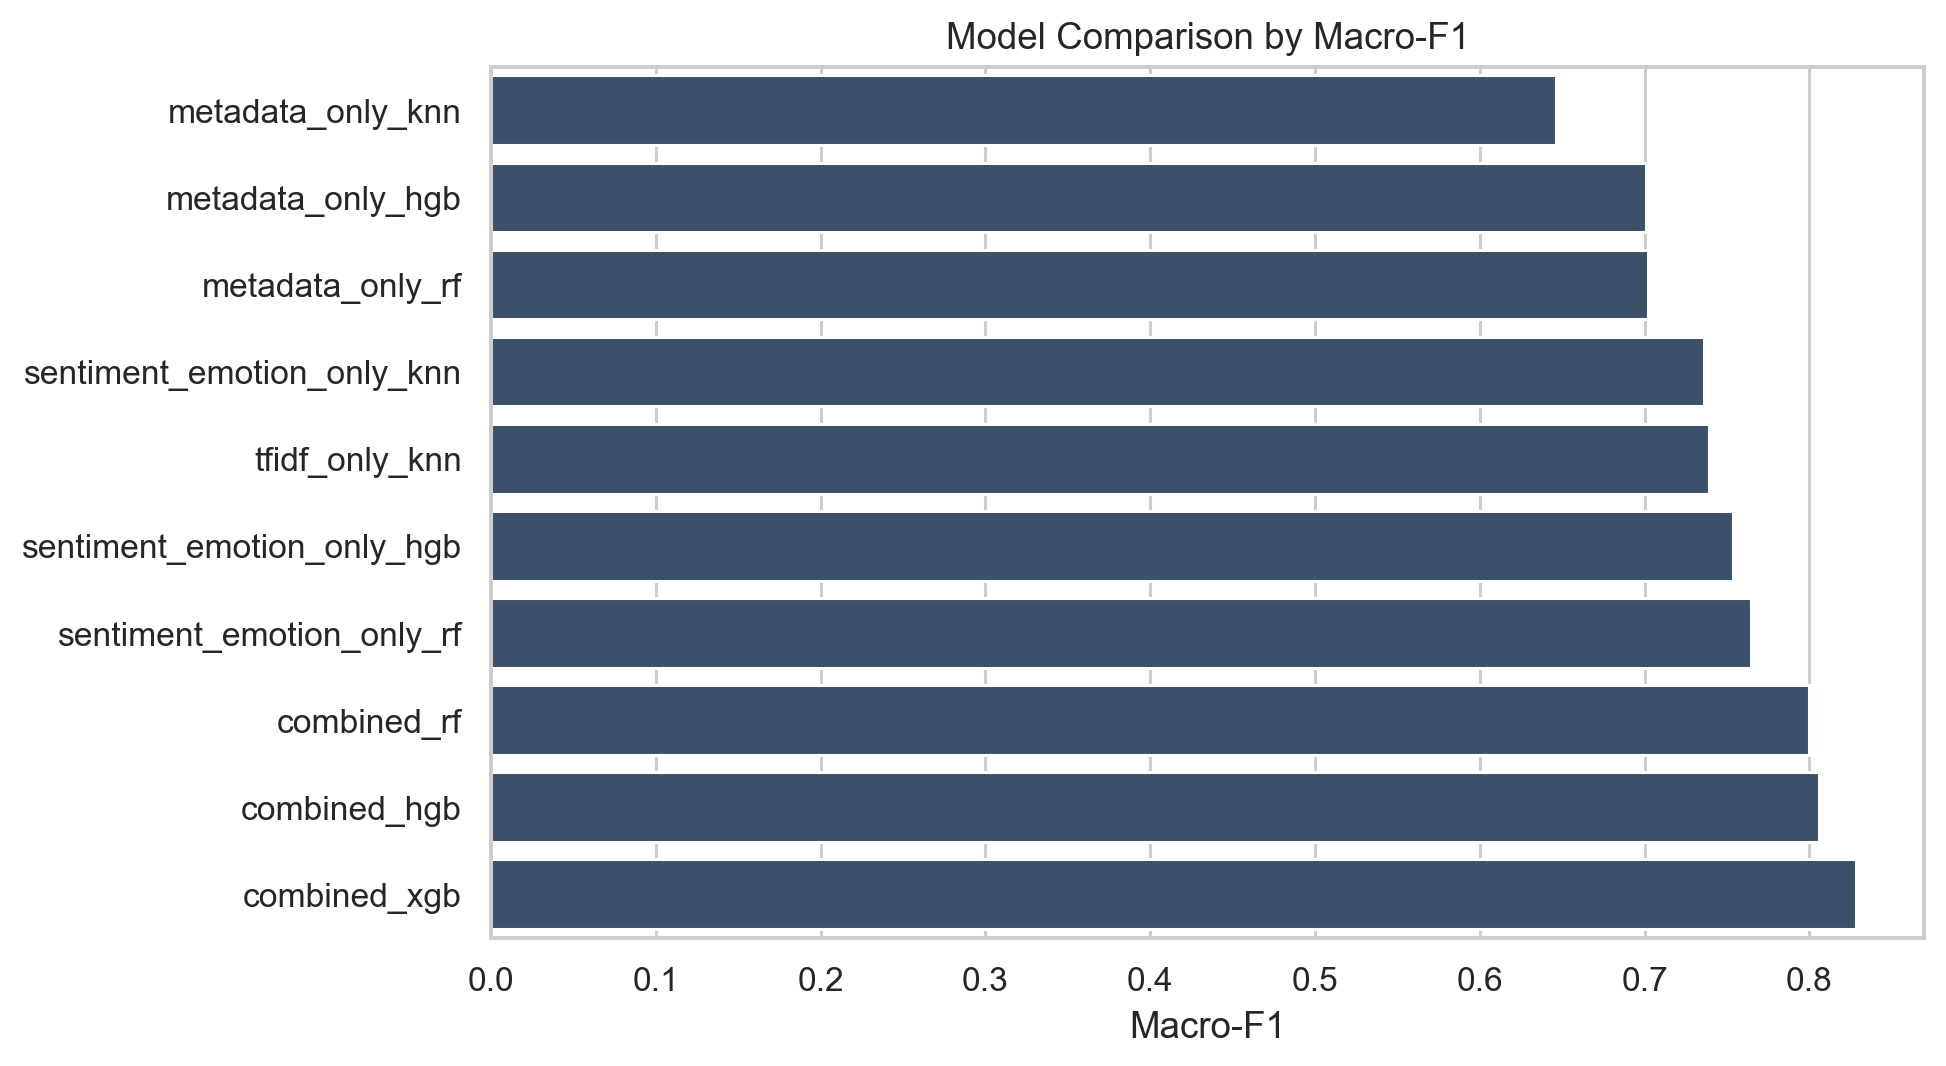 Model Comparison by Macro-F1
metadata_only_knn
metadata_only_hgb
metadata_only_rf
sentiment_emotion_only_knn
tfidf_only_knn
sentiment_emotion_only_hgb
sentiment_emotion_only_rf
combined_rf
combined_hgb
combined_xgb
0.0 0.1 0.2 0.3 0.4 0.5 0.6 0.7 0.8
Macro-F1